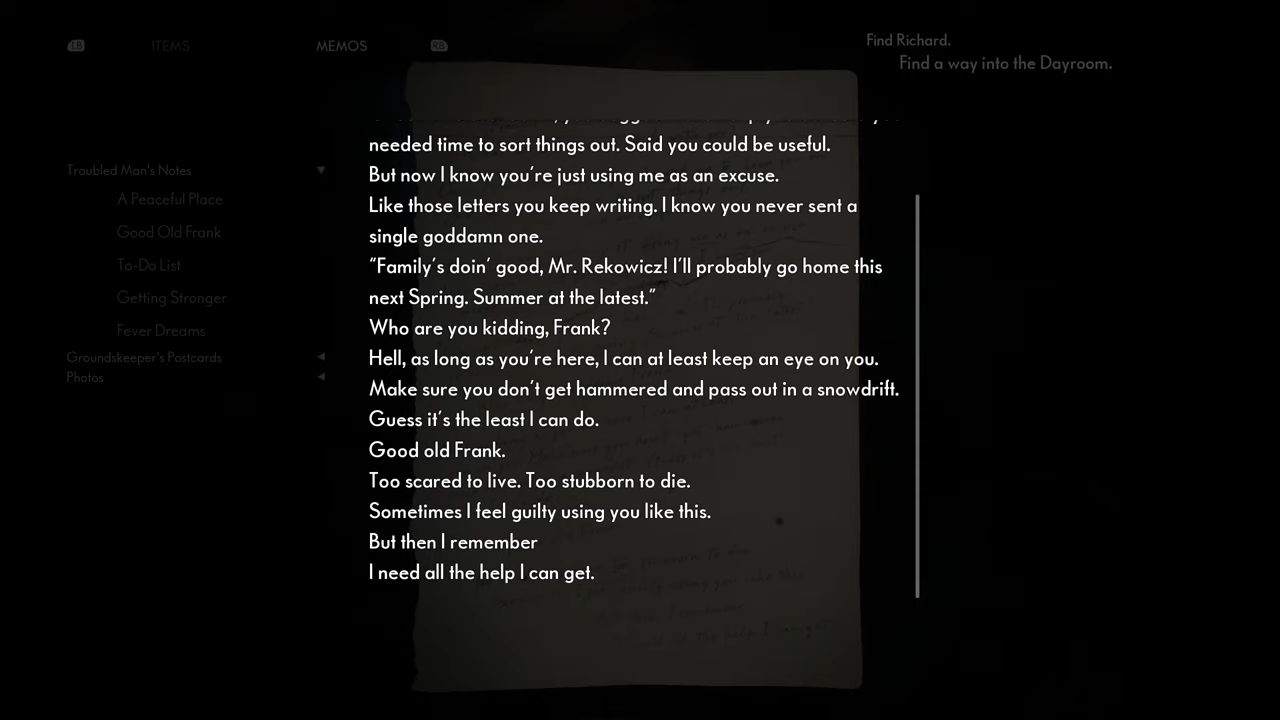 LB
ITEMS
MEMOS
RB
Find Richard.
Find a way into the Dayroom.
Troubled Man's Notes
A Peaceful Place
Good Old Frank
To-Do List
Getting Stronger
Fever Dreams
Groundskeeper's Postcards
Photos
needed time to sort things out. Said you could be useful.
But now I know you're just using me as an excuse.
Like those letters you keep writing. I know you never sent a
single goddamn one.
"Family's doin' good, Mr. Rekowicz! I'll probably go home this
next Spring. Summer at the latest."
Who are you kidding, Frank?
Hell, as long as you're here, I can at least keep an eye on you.
Make sure you don't get hammered and pass out in a snowdrift.
Guess it's the least I can do.
Good old Frank.
Too scared to live. Too stubborn to die.
Sometimes I feel guilty using you like this.
But then I remember
I need all the help I can get.